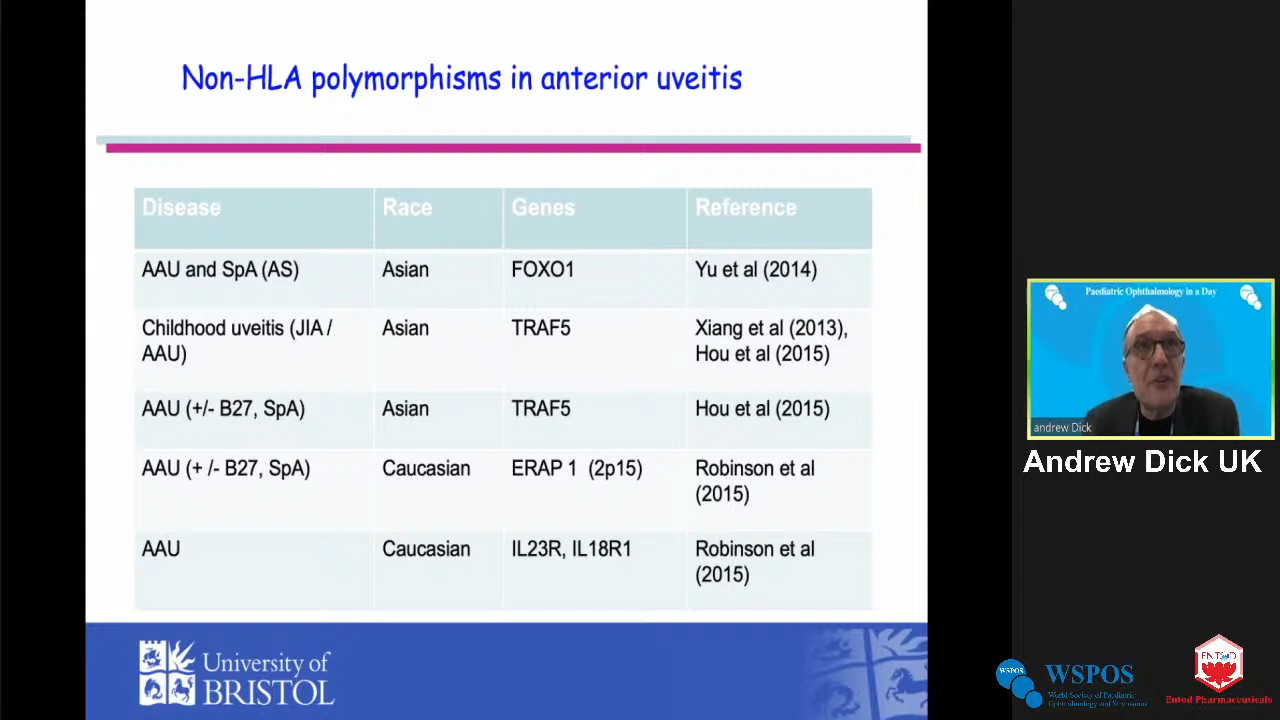 Non-HLA polymorphisms in anterior uveitis
Disease Race Genes Reference
AAU and SpA (AS) Asian FOXO1 Yu et al (2014)
Childhood uveitis (JIA / Asian TRAF5 Xiang et al (2013),
AAU) Hou et al (2015)
AAU (+/- B27, SpA) Asian TRAF5 Hou et al (2015)
AAU (+ /- B27, SpA) Caucasian ERAP 1 (2p15) Robinson et al
(2015)
AAU Caucasian IL23R, IL18R1 Robinson et al
(2015)
University of
BRISTOL
Paediatric Ophthalmology in a Day
andrew Dick
Andrew Dick UK
WSPOS
WSPOS
World Society of Paediatric
Ophthalmology and Strabismus
ENTOD
Entod Pharmaceuticals